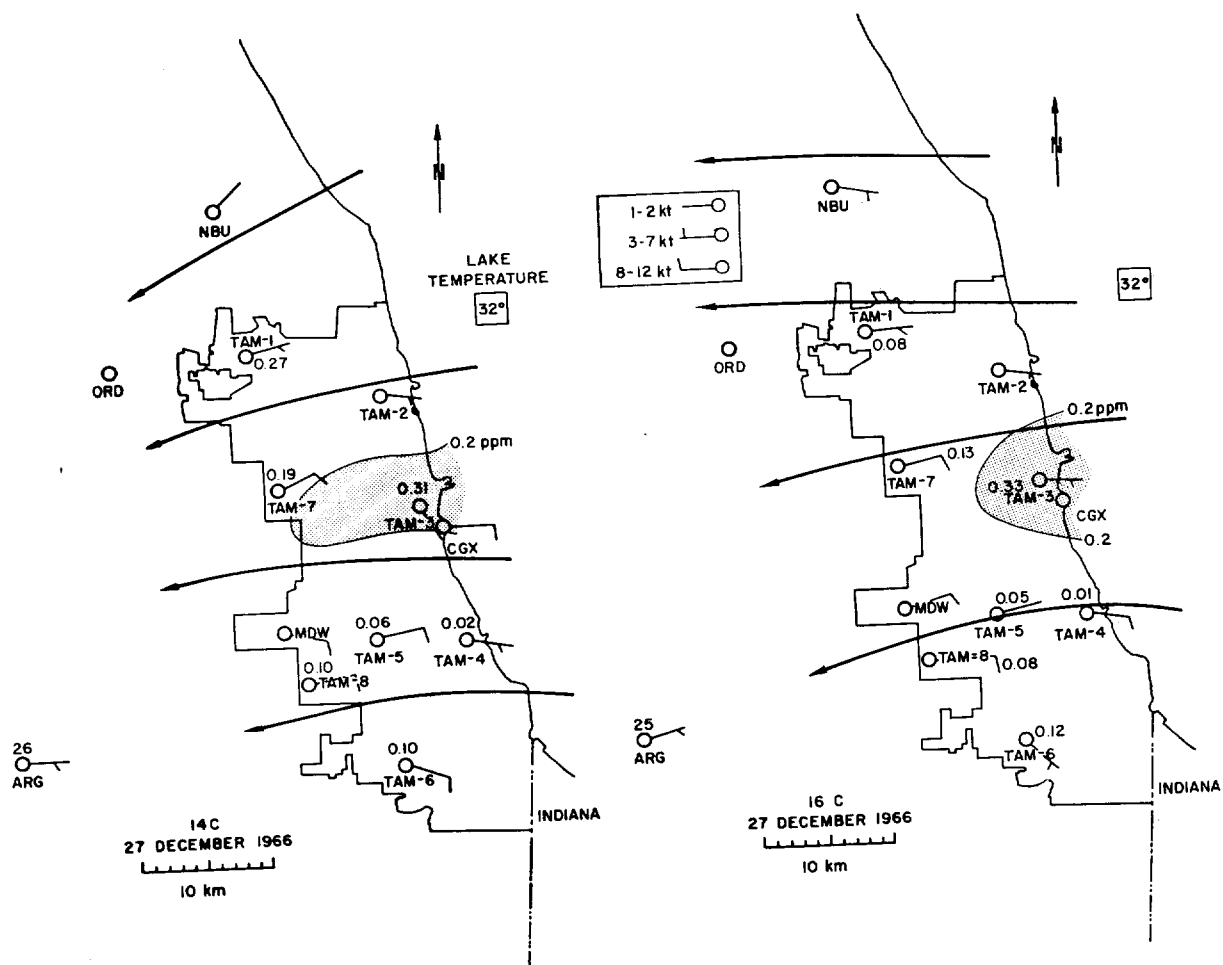 N
NBU
LAKE
TEMPERATURE
32°
TAM-1
0.27
ORD
TAM-2
0.2 ppm
0.19
TAM-7
0.31
TAM-3
CGX
MDW
0.06
TAM-5
0.02
TAM-4
0.10
TAM-8
26
ARG
0.10
TAM-6
INDIANA
14C
27 DECEMBER 1966
10 km
N
NBU
1-2 kt
3-7 kt
8-12 kt
32°
TAM-1
0.08
ORD
TAM-2
0.2 ppm
0.13
TAM-7
0.33
TAM-3
CGX
0.2
MDW
0.05
TAM-5
0.01
TAM-4
TAM=8
0.08
25
ARG
0.12
TAM-6
INDIANA
16 C
27 DECEMBER 1966
10 km